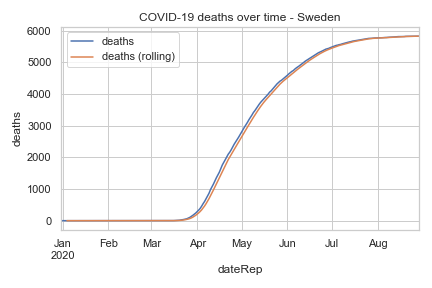 COVID-19 deaths over time - Sweden
deaths
deaths (rolling)
6000
5000
4000
3000
2000
1000
0
deaths
Jan Feb Mar Apr May Jun Jul Aug
2020
dateRep